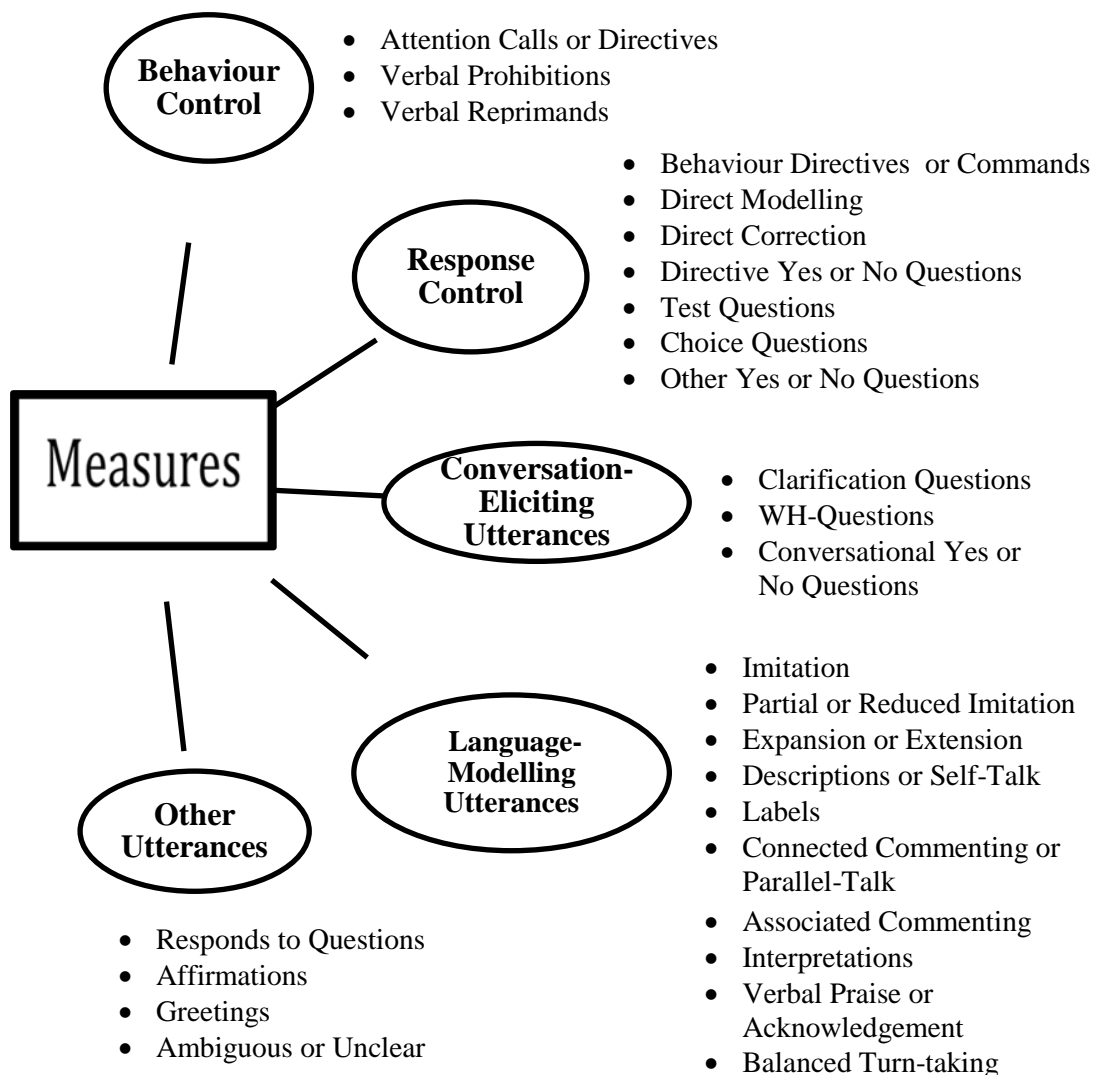 Behaviour
Control
• Attention Calls or Directives
• Verbal Prohibitions
• Verbal Reprimands
Response
Control
• Behaviour Directives or Commands
• Direct Modelling
• Direct Correction
• Directive Yes or No Questions
• Test Questions
• Choice Questions
• Other Yes or No Questions
Measures
Conversation-
Eliciting
Utterances
• Clarification Questions
• WH-Questions
• Conversational Yes or
No Questions
Language-
Modelling
Utterances
• Imitation
• Partial or Reduced Imitation
• Expansion or Extension
• Descriptions or Self-Talk
• Labels
• Connected Commenting or
Parallel-Talk
• Associated Commenting
• Interpretations
• Verbal Praise or
Acknowledgement
• Balanced Turn-taking
Other
Utterances
• Responds to Questions
• Affirmations
• Greetings
• Ambiguous or Unclear